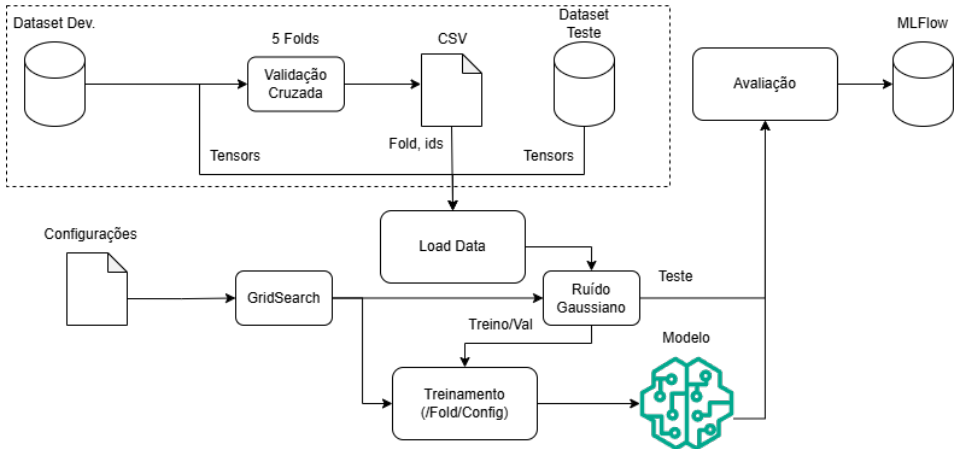 Dataset Dev.
5 Folds
CSV
Dataset
Teste
MLFlow
Validação
Cruzada
Avaliação
Fold, ids
Tensors
Tensors
Configurações
Load Data
GridSearch
Ruído
Gaussiano
Teste
Treino/Val
Modelo
Treinamento
(/Fold/Config)